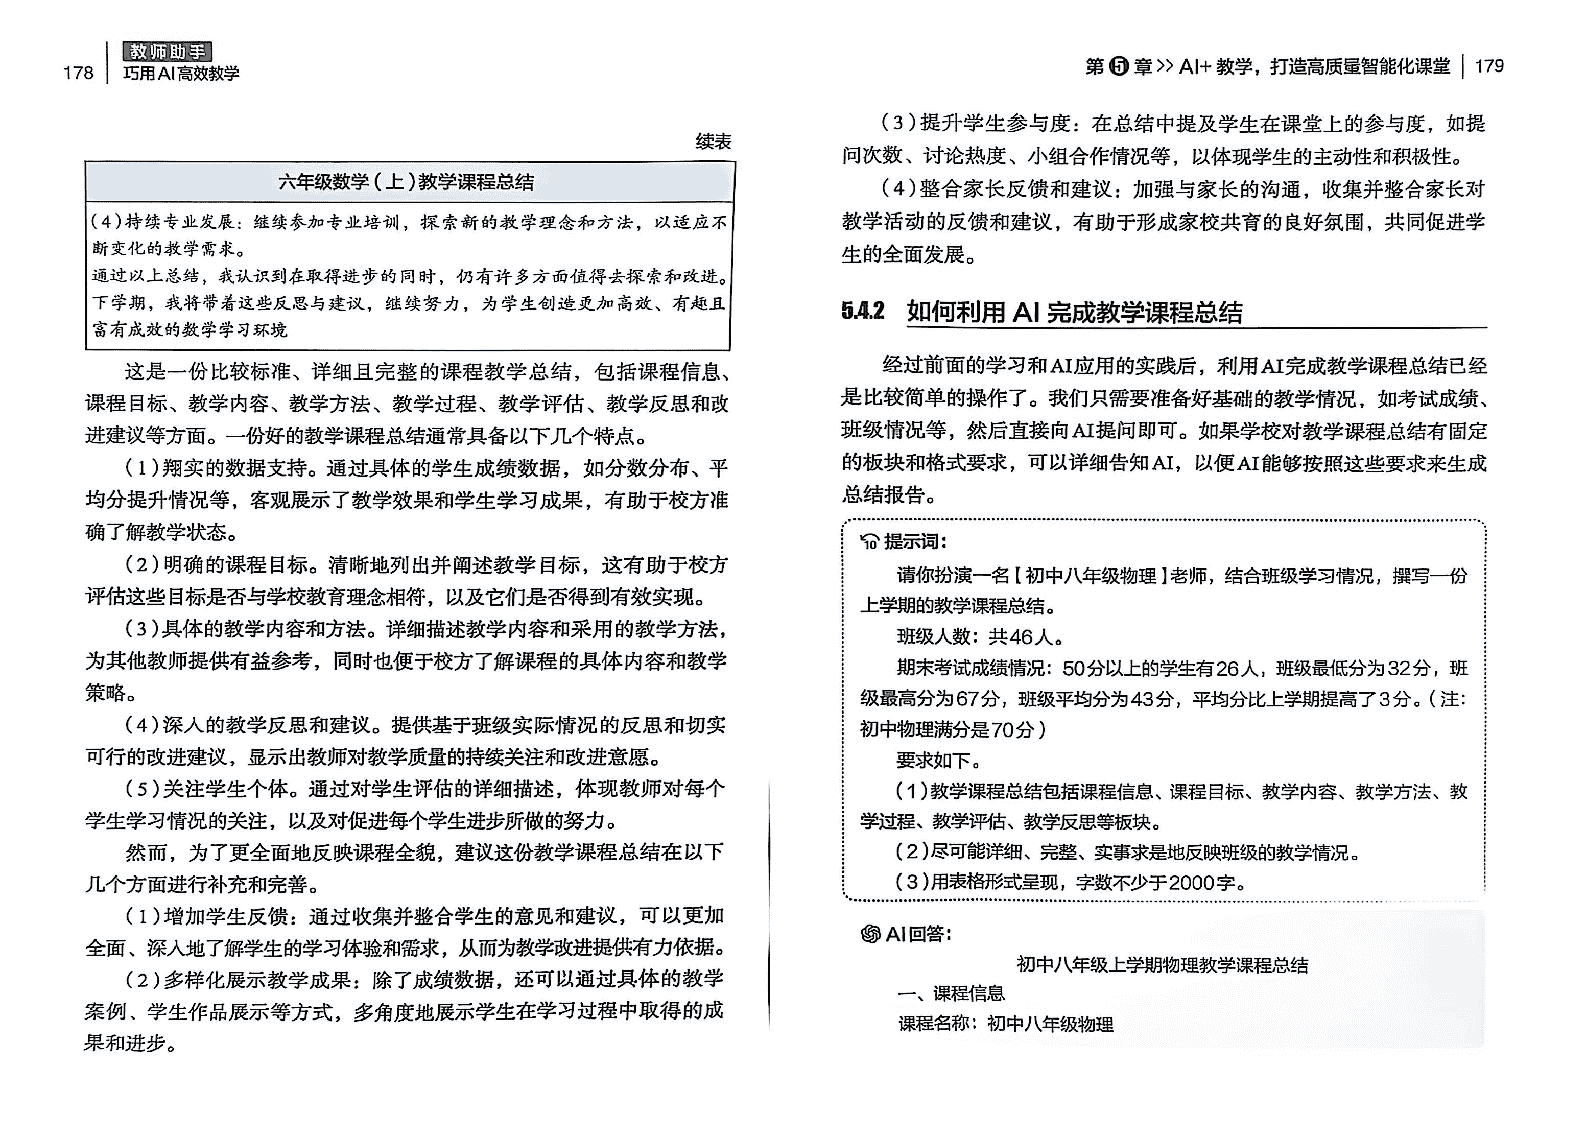 178
教师助手
巧用AI高效教学
续表
六年级数学（上）教学课程总结
（4）持续专业发展：继续参加专业培训，探索新的教学理念和方法，以适应不
断变化的教学需求。
通过以上总结，我认识到在取得进步的同时，仍有许多方面值得去探索和改进。
下学期，我将带着这些反思与建议，继续努力，为学生创造更加高效、有趣且
富有成效的数学学习环境
这是一份比较标准、详细且完整的课程教学总结，包括课程信息、
课程目标、教学内容、教学方法、教学过程、教学评估、教学反思和改
进建议等方面。一份好的教学课程总结通常具备以下几个特点。
（1）翔实的数据支持。通过具体的学生成绩数据，如分数分布、平
均分提升情况等，客观展示了教学效果和学生学习成果，有助于校方准
确了解教学状态。
（2）明确的课程目标。清晰地列出并阐述教学目标，这有助于校方
评估这些目标是否与学校教育理念相符，以及它们是否得到有效实现。
（3）具体的教学内容和方法。详细描述教学内容和采用的教学方法，
为其他教师提供有益参考，同时也便于校方了解课程的具体内容和教学
策略。
（4）深入的教学反思和建议。提供基于班级实际情况的反思和切实
可行的改进建议，显示出教师对教学质量的持续关注和改进意愿。
（5）关注学生个体。通过对学生评估的详细描述，体现教师对每个
学生学习情况的关注，以及对促进每个学生进步所做的努力。
然而，为了更全面地反映课程全貌，建议这份教学课程总结在以下
几个方面进行补充和完善。
（1）增加学生反馈：通过收集并整合学生的意见和建议，可以更加
全面、深入地了解学生的学习体验和需求，从而为教学改进提供有力依据。
（2）多样化展示教学成果：除了成绩数据，还可以通过具体的教学
案例、学生作品展示等方式，多角度地展示学生在学习过程中取得的成
果和进步。
第5章>>AI+教学，打造高质量智能化课堂
179
（3）提升学生参与度：在总结中提及学生在课堂上的参与度，如提
问次数、讨论热度、小组合作情况等，以体现学生的主动性和积极性。
（4）整合家长反馈和建议：加强与家长的沟通，收集并整合家长对
教学活动的反馈和建议，有助于形成家校共育的良好氛围，共同促进学
生的全面发展。
5.4.2 如何利用AI完成教学课程总结
经过前面的学习和AI应用的实践后，利用AI完成教学课程总结已经
是比较简单的操作了。我们只需要准备好基础的教学情况，如考试成绩、
班级情况等，然后直接向AI提问即可。如果学校对教学课程总结有固定
的板块和格式要求，可以详细告知AI，以便AI能够按照这些要求来生成
总结报告。
提示词：
请你扮演一名【初中八年级物理】老师，结合班级学习情况，撰写一份
上学期的教学课程总结。
班级人数：共46人。
期末考试成绩情况：50分以上的学生有26人，班级最低分为32分，班
级最高分为67分，班级平均分为43分，平均分比上学期提高了3分。（注：
初中物理满分是70分）
要求如下。
（1）教学课程总结包括课程信息、课程目标、教学内容、教学方法、教
学过程、教学评估、教学反思等板块。
（2）尽可能详细、完整、实事求是地反映班级的教学情况。
（3）用表格形式呈现，字数不少于2000字。
AI回答：
初中八年级上学期物理教学课程总结
一、课程信息
课程名称：初中八年级物理